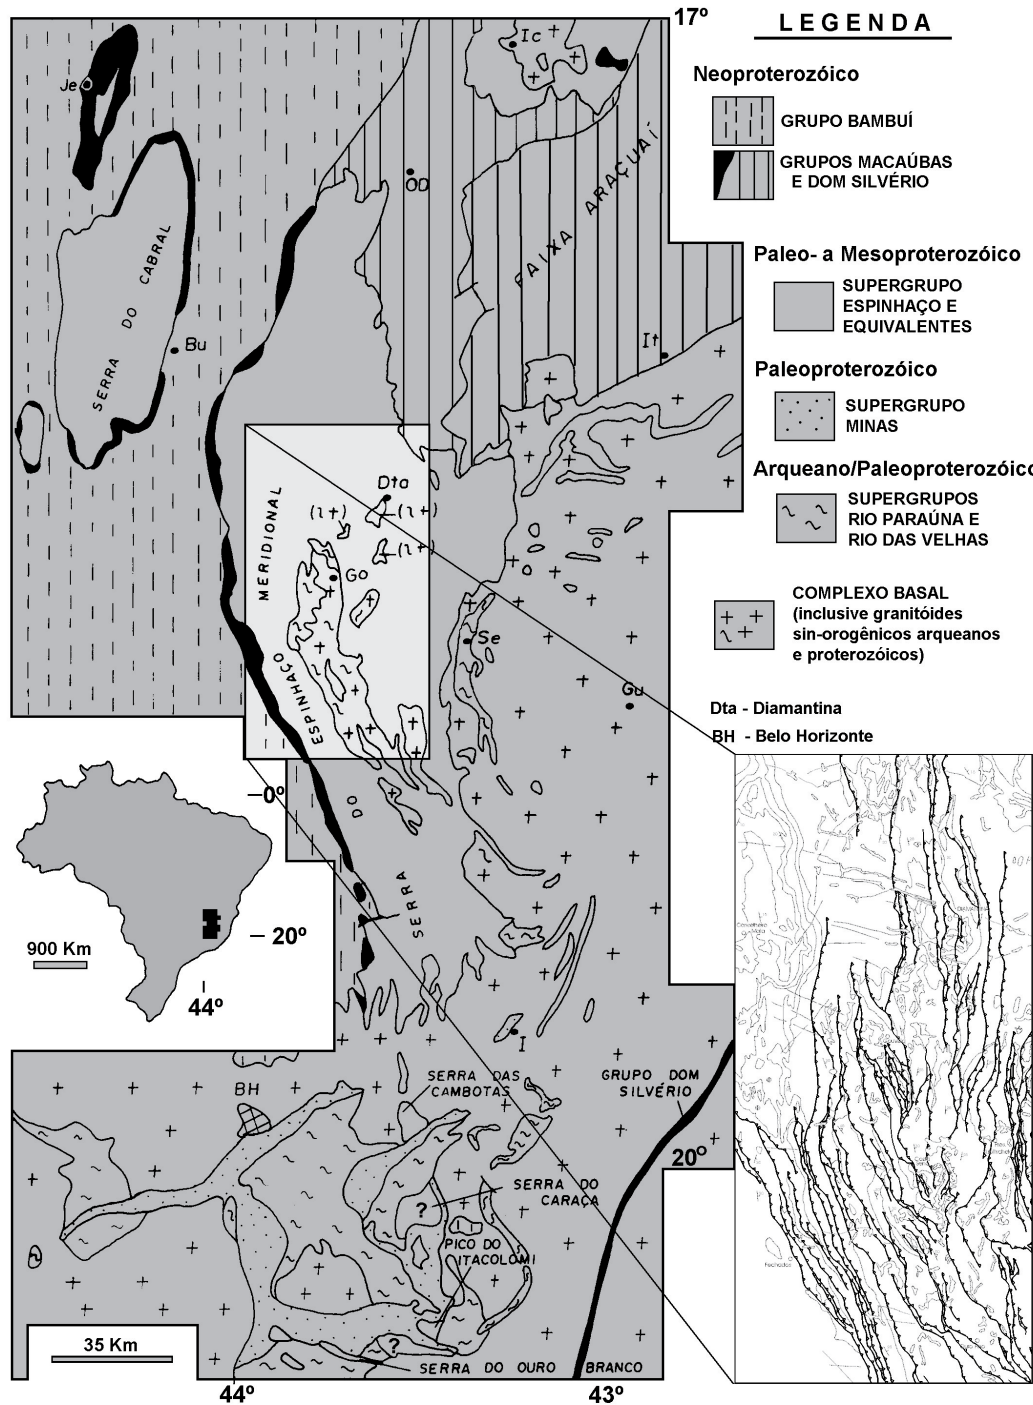 17º
LEGENDA
Neoproterozóico
GRUPO BAMBUÍ
GRUPOS MACAÚBAS
E DOM SILVÉRIO
Paleo- a Mesoproterozóico
SUPERGRUPO
ESPINHAÇO E
EQUIVALENTES
Paleoproterozóico
SUPERGRUPO
MINAS
Arqueano/Paleoproterozóico
SUPERGRUPOS
RIO PARAÚNA E
RIO DAS VELHAS
COMPLEXO BASAL
(inclusive granitóides
sin-orogênicos arqueanos
e proterozóicos)
Dta - Diamantina
BH - Belo Horizonte
Ic
Je
OD
FAIXA ARAÇUAÍ
SERRA DO CABRAL
Bu
It
Dta
Go
Se
Gu
SERRA DO ESPINHAÇO MERIDIONAL
0º
900 Km
20º
44º
I
BH
SERRA DAS
CAMBOTAS
GRUPO DOM
SILVÉRIO
20º
SERRA DO
CARAÇA
?
PICO DO
ITACOLOMI
?
35 Km
SERRA DO OURO BRANCO
44º
43º